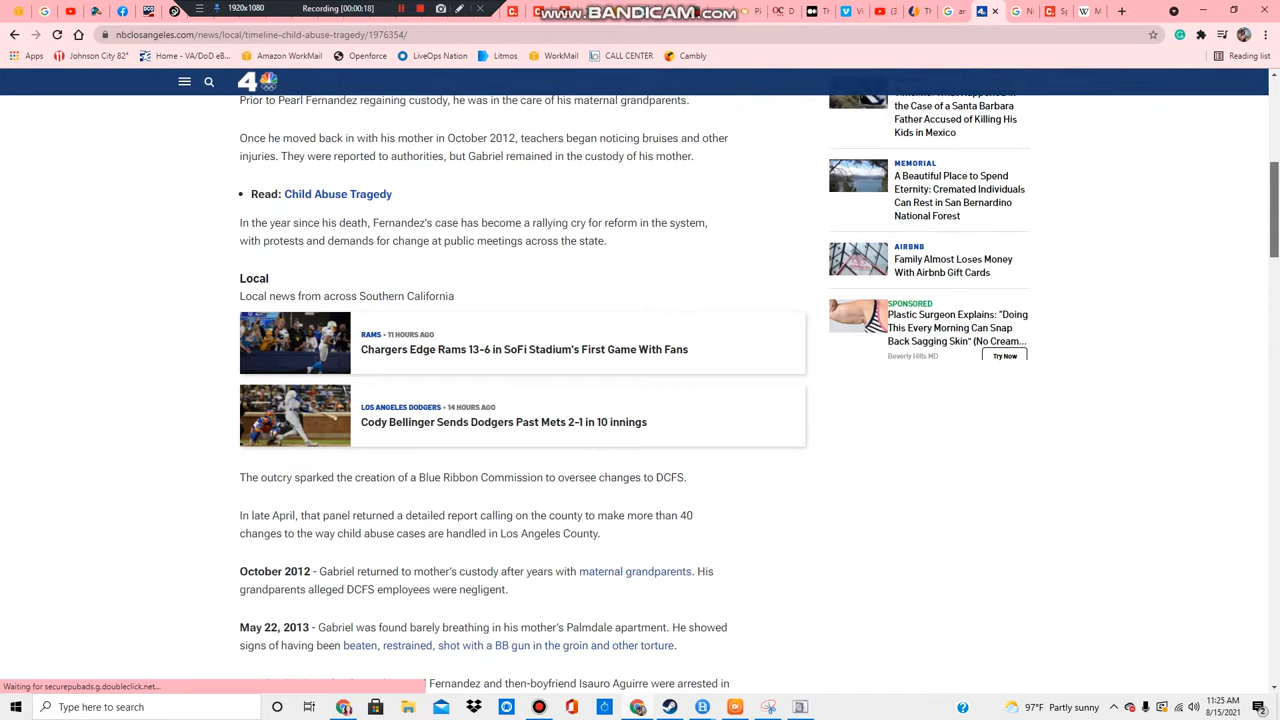 1920x1080
Recording [00:00:18]
www.BANDICAM.com
nbclosangeles.com/news/local/timeline-child-abuse-tragedy/1976354/
Apps
Johnson City 82°
Home - VA/DoD eB...
Amazon WorkMail
Openforce
LiveOps Nation
Litmos
CALL CENTER
Cambly
Reading list
4
Prior to Pearl Fernandez regaining custody, he was in the care of his maternal grandparents.
Once he moved back in with his mother in October 2012, teachers began noticing bruises and other
injuries. They were reported to authorities, but Gabriel remained in the custody of his mother.
Read: Child Abuse Tragedy
In the year since his death, Fernandez's case has become a rallying cry for reform in the system,
with protests and demands for change at public meetings across the state.
Local
Local news from across Southern California
RAMS • 11 HOURS AGO
Chargers Edge Rams 13-6 in SoFi Stadium's First Game With Fans
LOS ANGELES DODGERS • 14 HOURS AGO
Cody Bellinger Sends Dodgers Past Mets 2-1 in 10 innings
The outcry sparked the creation of a Blue Ribbon Commission to oversee changes to DCFS.
In late April, that panel returned a detailed report calling on the county to make more than 40
changes to the way child abuse cases are handled in Los Angeles County.
October 2012 - Gabriel returned to mother's custody after years with maternal grandparents. His
grandparents alleged DCFS employees were negligent.
May 22, 2013 - Gabriel was found barely breathing in his mother's Palmdale apartment. He showed
signs of having been beaten, restrained, shot with a BB gun in the groin and other torture.
Fernandez and then-boyfriend Isauro Aguirre were arrested in
the Case of a Santa Barbara
Father Accused of Killing His
Kids in Mexico
MEMORIAL
A Beautiful Place to Spend
Eternity: Cremated Individuals
Can Rest in San Bernardino
National Forest
AIRBNB
Family Almost Loses Money
With Airbnb Gift Cards
SPONSORED
Plastic Surgeon Explains: "Doing
This Every Morning Can Snap
Back Sagging Skin" (No Cream...
Beverly Hills MD
Try Now
Waiting for securepubads.g.doubleclick.net...
Type here to search
97°F Partly sunny
11:25 AM
8/15/2021